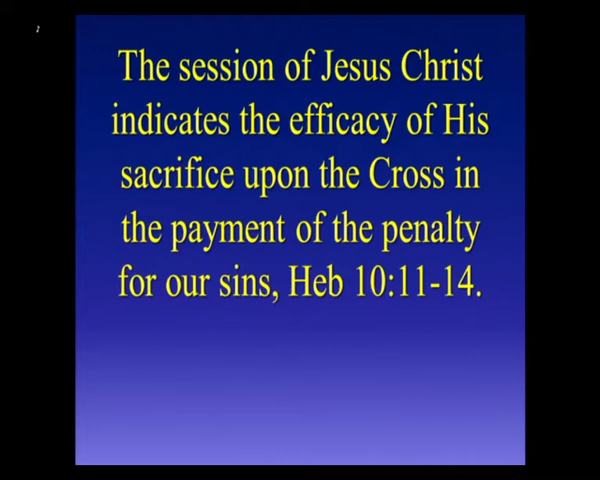 The session of Jesus Christ
indicates the efficacy of His
sacrifice upon the Cross in
the payment of the penalty
for our sins, Heb 10:11-14.